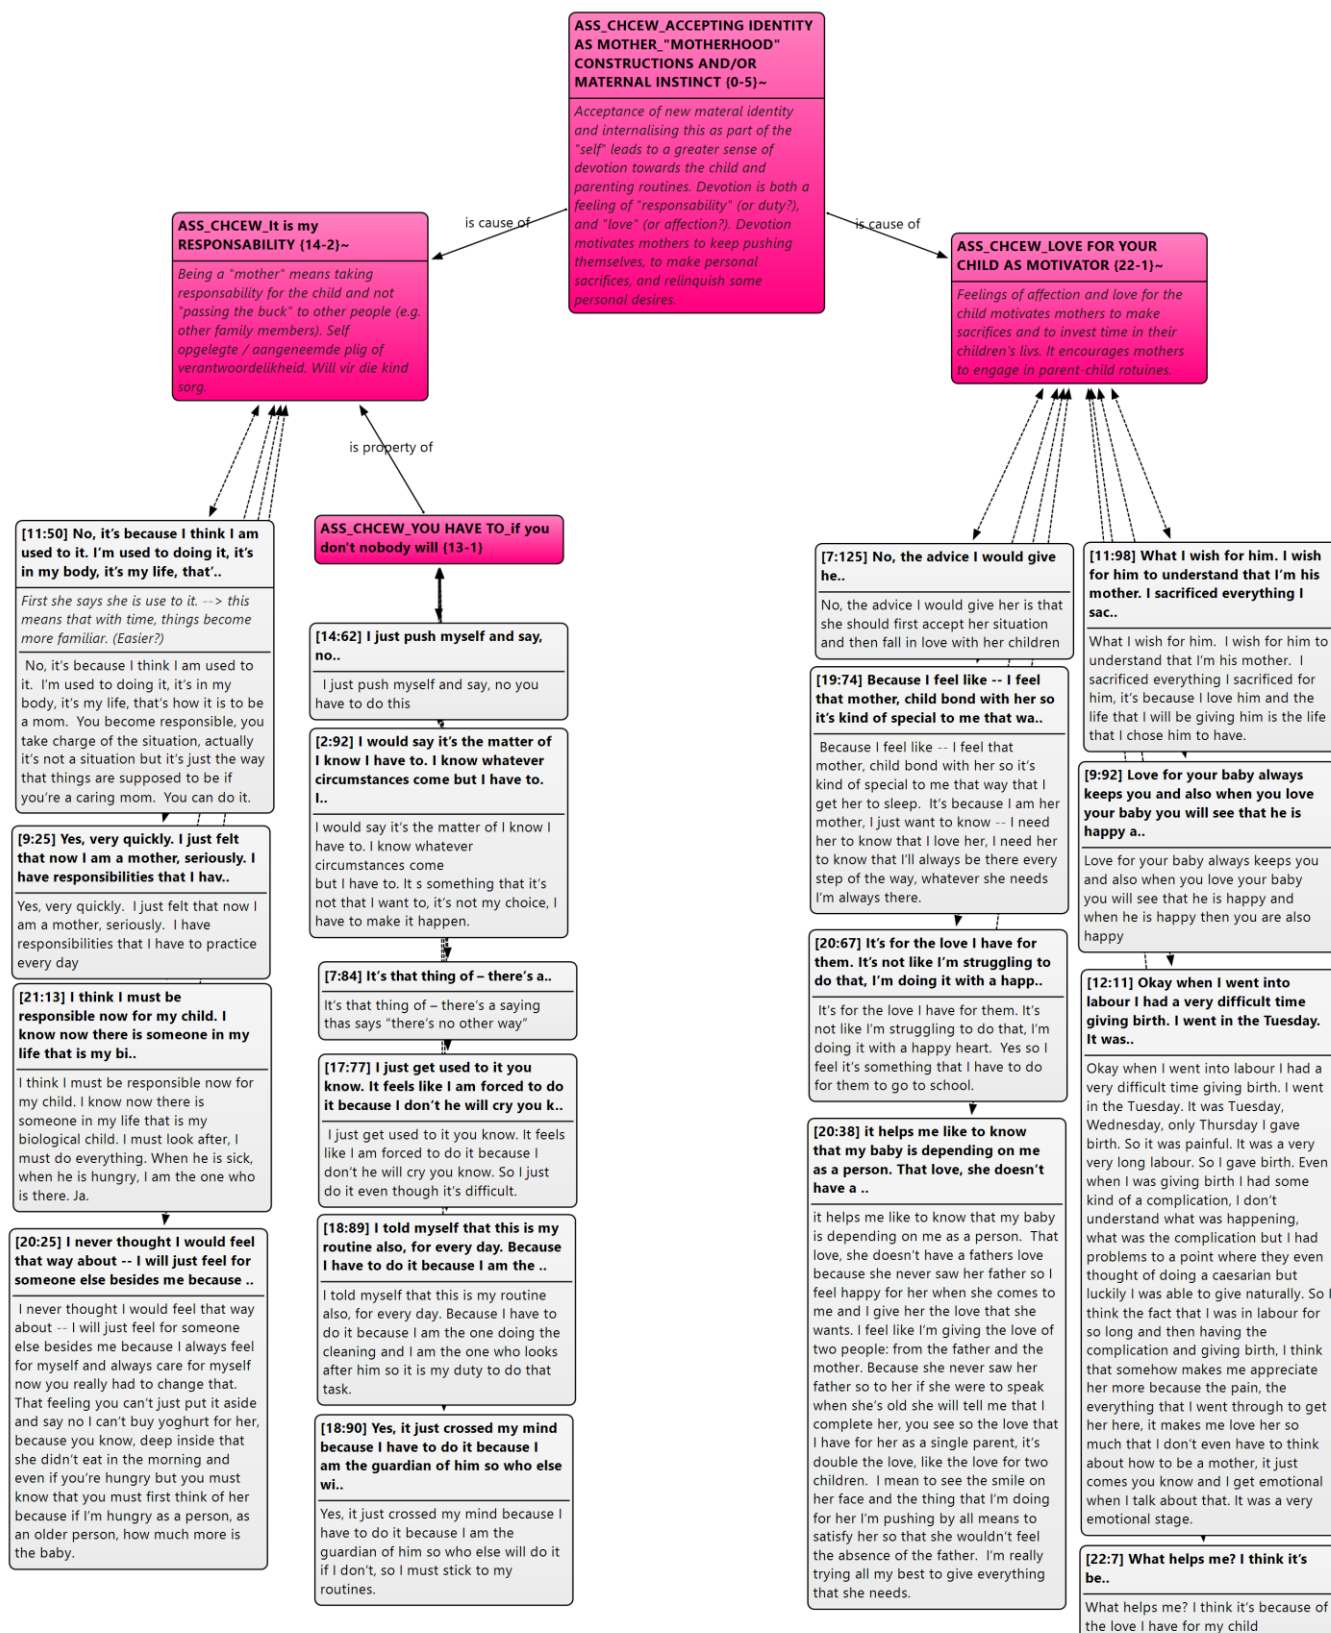 ASS_CHCEW_ACCEPTING IDENTITY
AS MOTHER_"MOTHERHOOD"
CONSTRUCTIONS AND/OR
MATERNAL INSTINCT {0-5}~
Acceptance of new materal identity
and internalising this as part of the
"self" leads to a greater sense of
devotion towards the child and
parenting routines. Devotion is both a
feeling of "responsability" (or duty?),
and "love" (or affection?). Devotion
motivates mothers to keep pushing
themselves, to make personal
sacrifices, and relinquish some
personal desires.
is cause of
is cause of
ASS_CHCEW_It is my
RESPONSABILITY {14-2}~
Being a "mother" means taking
responsability for the child and not
"passing the buck" to other people (e.g.
other family members). Self
opgelegte / aangeneemde plig of
verantwoordelikheid. Will vir die kind
sorg.
ASS_CHCEW_LOVE FOR YOUR
CHILD AS MOTIVATOR {22-1}~
Feelings of affection and love for the
child motivates mothers to make
sacrifices and to invest time in their
children's livs. It encourages mothers
to engage in parent-child rotuines.
is property of
[11:50] No, it's because I think I am
used to it. I'm used to doing it, it's
in my body, it's my life, that'..
First she says she is use to it. --> this
means that with time, things become
more familiar. (Easier?)
No, it's because I think I am used to
it. I'm used to doing it, it's in my
body, it's my life, that's how it is to be
a mom. You become responsible, you
take charge of the situation, actually
it's not a situation but it's just the way
that things are supposed to be if
you're a caring mom. You can do it.
[9:25] Yes, very quickly. I just felt
that now I am a mother, seriously. I
have responsibilities that I hav..
Yes, very quickly. I just felt that now I
am a mother, seriously. I have
responsibilities that I have to practice
every day
[21:13] I think I must be
responsible now for my child. I
know now there is someone in my
life that is my bi..
I think I must be responsible now for
my child. I know now there is
someone in my life that is my
biological child. I must look after, I
must do everything. When he is sick,
when he is hungry, I am the one who
is there. Ja.
[20:25] I never thought I would feel
that way about -- I will just feel for
someone else besides me because ..
I never thought I would feel that way
about -- I will just feel for someone
else besides me because I always feel
for myself and always care for myself
now you really had to change that.
That feeling you can't just put it aside
and say no I can't buy yoghurt for her,
because you know, deep inside that
she didn't eat in the morning and
even if you're hungry but you must
know that you must first think of her
because if I'm hungry as a person, as
an older person, how much more is
the baby.
ASS_CHCEW_YOU HAVE TO_if you
don't nobody will {13-1}
[14:62] I just push myself and say,
no..
I just push myself and say, no you
have to do this
[2:92] I would say it's the matter of
I know I have to. I know whatever
circumstances come but I have to.
I..
I would say it's the matter of I know I
have to. I know whatever
circumstances come
but I have to. It s something that it's
not that I want to, it's not my choice, I
have to make it happen.
[7:84] It's that thing of – there's a..
It's that thing of – there's a saying
thas says "there's no other way"
[17:77] I just get used to it you
know. It feels like I am forced to do
it because I don't he will cry you k..
I just get used to it you know. It feels
like I am forced to do it because I
don't he will cry you know. So I just
do it even though it's difficult.
[18:89] I told myself that this is my
routine also, for every day. Because
I have to do it because I am the ..
I told myself that this is my routine
also, for every day. Because I have to
do it because I am the one doing the
cleaning and I am the one who looks
after him so it is my duty to do that
task.
[18:90] Yes, it just crossed my mind
because I have to do it because I
am the guardian of him so who else
wi..
Yes, it just crossed my mind because I
have to do it because I am the
guardian of him so who else will do it
if I don't, so I must stick to my
routines.
[7:125] No, the advice I would give
he..
No, the advice I would give her is that
she should first accept her situation
and then fall in love with her children
[19:74] Because I feel like -- I feel
that mother, child bond with her so
it's kind of special to me that wa..
Because I feel like -- I feel that
mother, child bond with her so it's
kind of special to me that way that I
get her to sleep. It's because I am her
mother, I just want to know -- I need
her to know that I love her, I need her
to know that I'll always be there every
step of the way, whatever she needs
I'm always there.
[20:67] It's for the love I have for
them. It's not like I'm struggling to
do that, I'm doing it with a happ..
It's for the love I have for them. It's
not like I'm struggling to do that, I'm
doing it with a happy heart. Yes so I
feel it's something that I have to do
for them to go to school.
[20:38] it helps me like to know
that my baby is depending on me
as a person. That love, she doesn't
have a ..
it helps me like to know that my baby
is depending on me as a person. That
love, she doesn't have a fathers love
because she never saw her father so I
feel happy for her when she comes to
me and I give her the love that she
wants. I feel like I'm giving the love of
two people: from the father and the
mother. Because she never saw her
father so to her if she were to speak
when she's old she will tell me that I
complete her, you see so the love that
I have for her as a single parent, it's
double the love, like the love for two
children. I mean to see the smile on
her face and the thing that I'm doing
for her I'm pushing by all means to
satisfy her so that she wouldn't feel
the absence of the father. I'm really
trying all my best to give everything
that she needs.
[11:98] What I wish for him. I wish
for him to understand that I'm his
mother. I sacrificed everything I
sac..
What I wish for him. I wish for him to
understand that I'm his mother. I
sacrificed everything I sacrificed for
him, it's because I love him and the
life that I will be giving him is the life
that I chose him to have.
[9:92] Love for your baby always
keeps you and also when you love
your baby you will see that he is
happy a..
Love for your baby always keeps you
and also when you love your baby
you will see that he is happy and
when he is happy then you are also
happy
[12:11] Okay when I went into
labour I had a very difficult time
giving birth. I went in the Tuesday.
It was..
Okay when I went into labour I had a
very difficult time giving birth. I went
in the Tuesday. It was Tuesday,
Wednesday, only Thursday I gave
birth. So it was painful. It was a very
very long labour. So I gave birth. Even
when I was giving birth I had some
kind of a complication, I don't
understand what was happening,
what was the complication but I had
problems to a point where they even
thought of doing a caesarian but
luckily I was able to give naturally. So I
think the fact that I was in labour for
so long and then having the
complication and giving birth, I think
that somehow makes me appreciate
her more because the pain, the
everything that I went through to get
her here, it makes me love her so
much that I don't even have to think
about how to be a mother, it just
comes you know and I get emotional
when I talk about that. It was a very
emotional stage.
[22:7] What helps me? I think it's
be..
What helps me? I think it's because of
the love I have for my child